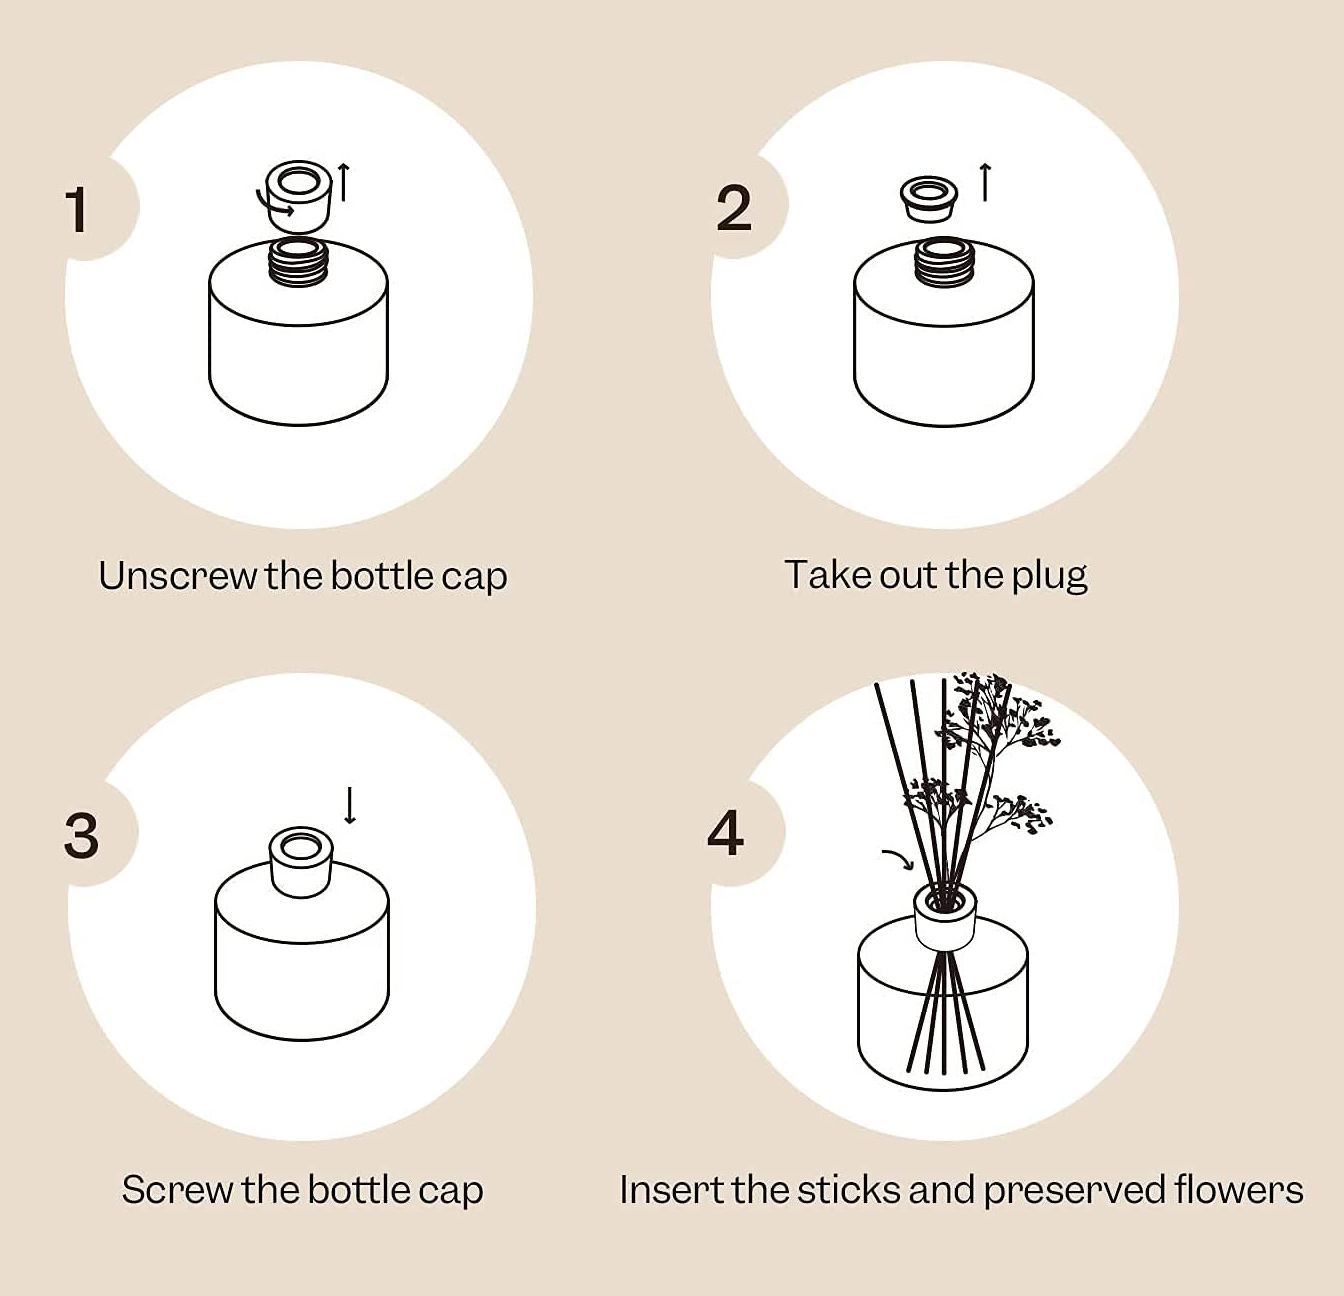 1
Unscrew the bottle cap
2
Take out the plug
3
Screw the bottle cap
4
Insert the sticks and preserved flowers